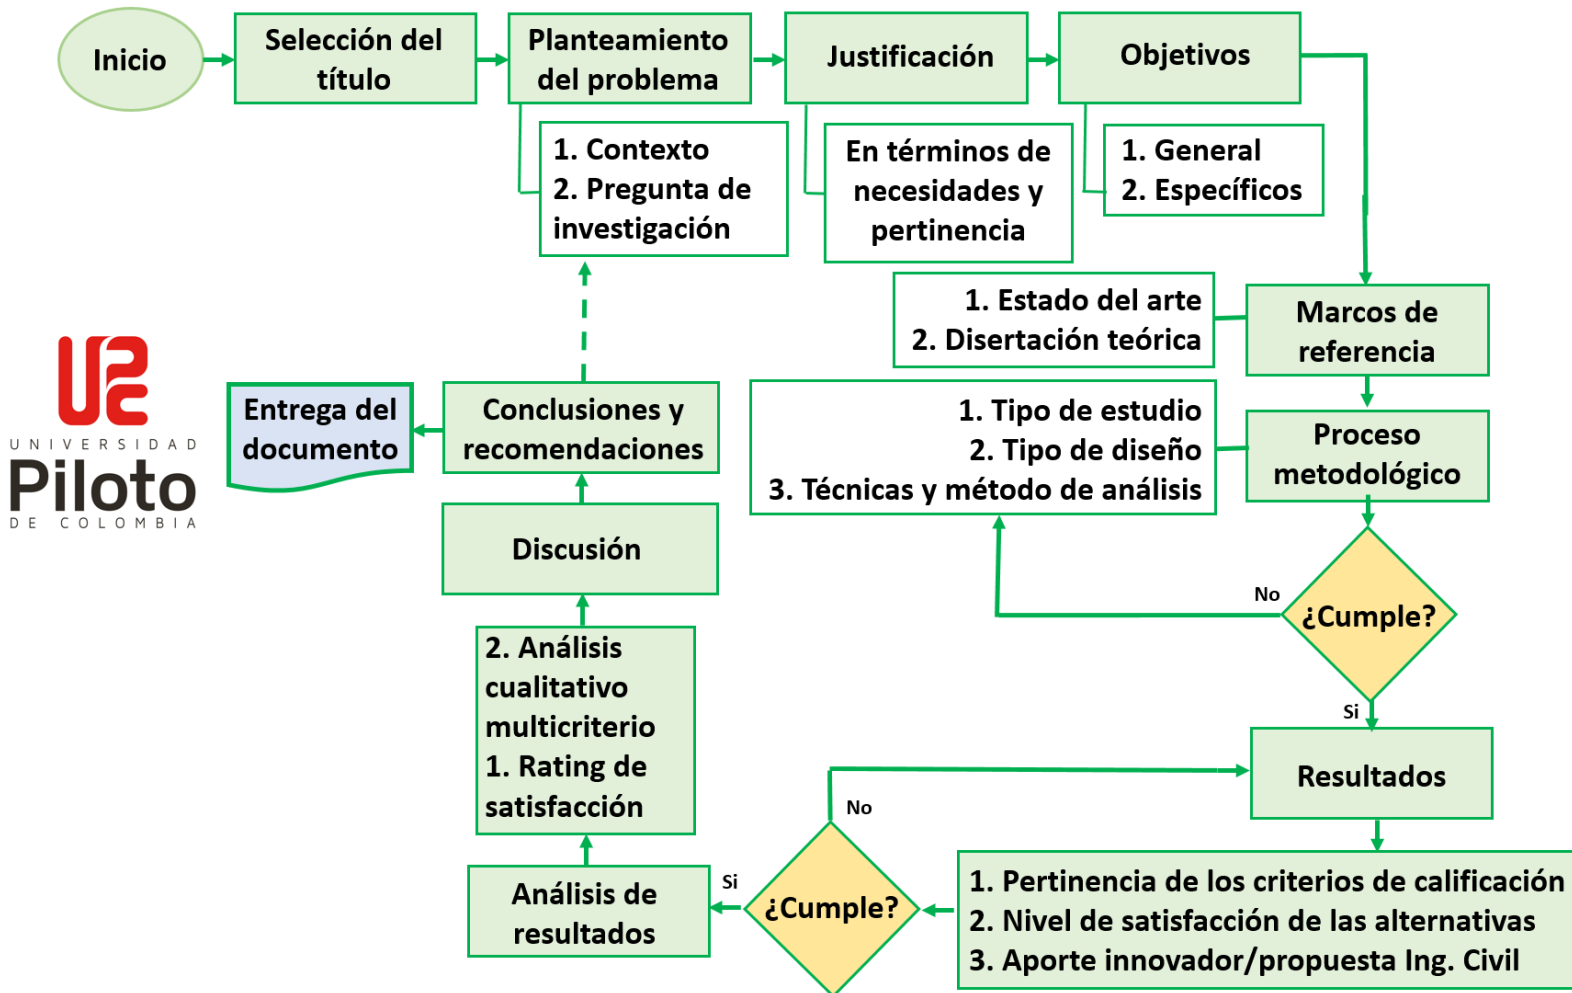 Inicio
Selección del
título
Planteamiento
del problema
Justificación
Objetivos
1. Contexto
2. Pregunta de
investigación
En términos de
necesidades y
pertinencia
1. General
2. Específicos
1. Estado del arte
2. Disertación teórica
Marcos de
referencia
1. Tipo de estudio
2. Tipo de diseño
3. Técnicas y método de análisis
Proceso
metodológico
¿Cumple?
No
Si
Resultados
1. Pertinencia de los criterios de calificación
2. Nivel de satisfacción de las alternativas
3. Aporte innovador/propuesta Ing. Civil
¿Cumple?
No
Si
Análisis de
resultados
2. Análisis
cualitativo
multicriterio
1. Rating de
satisfacción
Discusión
Conclusiones y
recomendaciones
Entrega del
documento
UPC
UNIVERSIDAD
Piloto
DE COLOMBIA